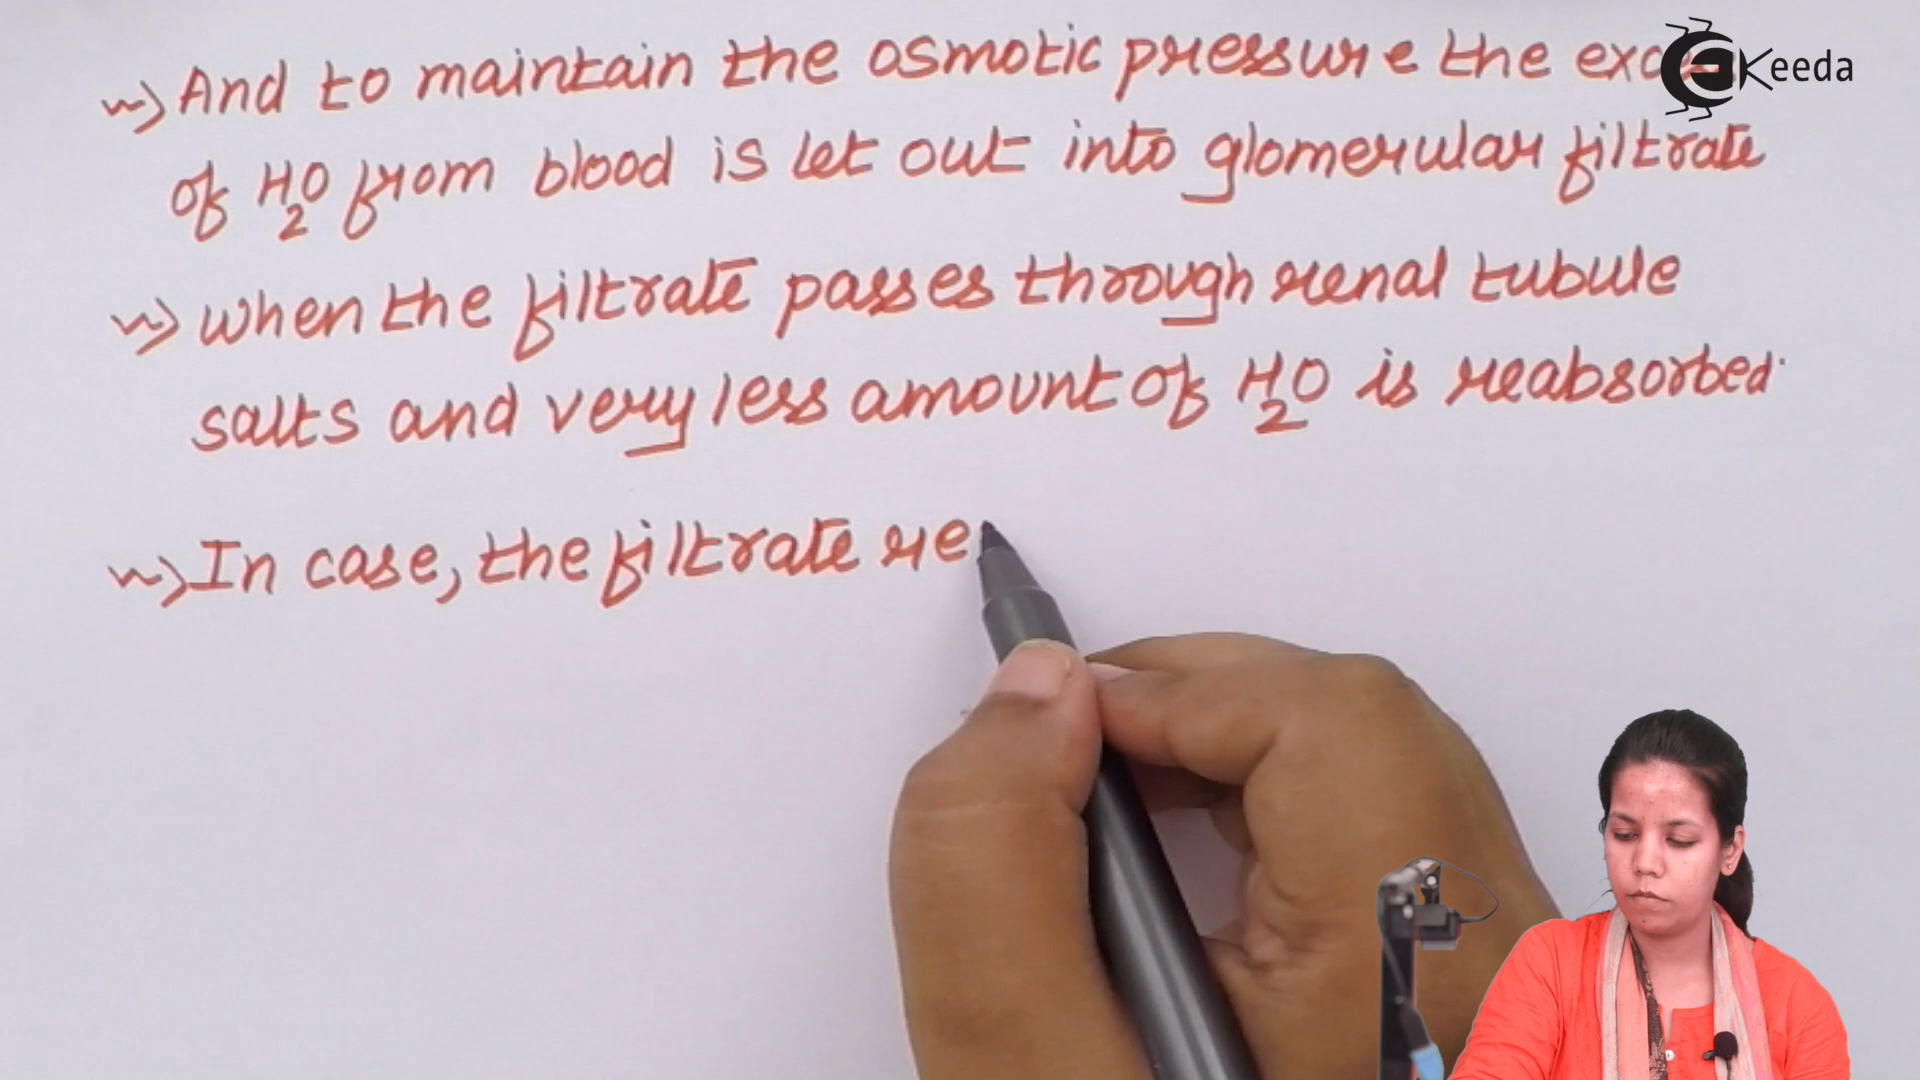 And to maintain the osmotic pressure the
of H2O from blood is let out into glomerular filtrate
when the filtrate passes through renal tubule
salts and very less amount of H2O is reabsorbed.
In case, the filtrate re
eKeeda